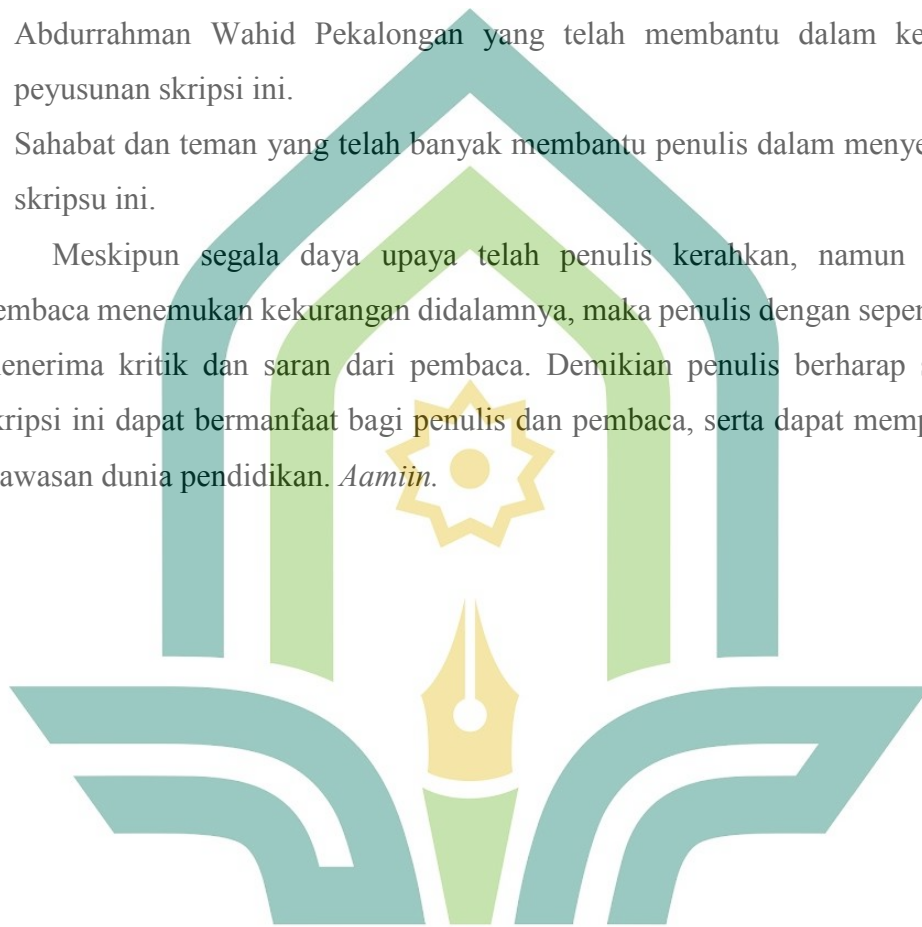 Abdurrahman Wahid Pekalongan yang telah membantu dalam ke
peyusunan skripsi ini.
Sahabat dan teman yang telah banyak membantu penulis dalam menye
skripsu ini.
Meskipun segala daya upaya telah penulis kerahkan, namun
embaca menemukan kekurangan didalamnya, maka penulis dengan sepen
enerima kritik dan saran dari pembaca. Demikian penulis berharap
kripsi ini dapat bermanfaat bagi penulis dan pembaca, serta dapat memp
awasan dunia pendidikan. Aamiin.